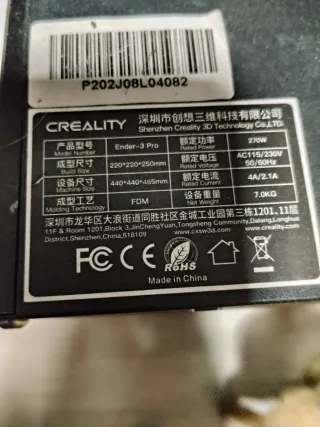 P202J08L04082
CREALITY 深圳市创想三维科技有限公司
Shenzhen Creality 3D Technology Co.,LTD.
产品型号 Ender-3 Pro 额定功率 270W
Model Rated Power
成型尺寸 220*220*250mm 额定电压 AC115/230V
Build Size Rated Voltage 50/60Hz
设备尺寸 440*440*465mm 额定电流 4A/2.1A
Machine Size Rated Current
成型工艺 FDM 整机重量 7.0KG
Molding Technology Net Weight
深圳市龙华区大浪街道同胜社区金城工业园第三栋1201、11层
11F & Room 1201,Block 3,JinChengYuan,Tongsheng Community,Dalang,Longhua
District,Shenzhen,China,518109
官网(Website): www.cxsw3d.com www.creality.com
FC CE RoHS
Made in China